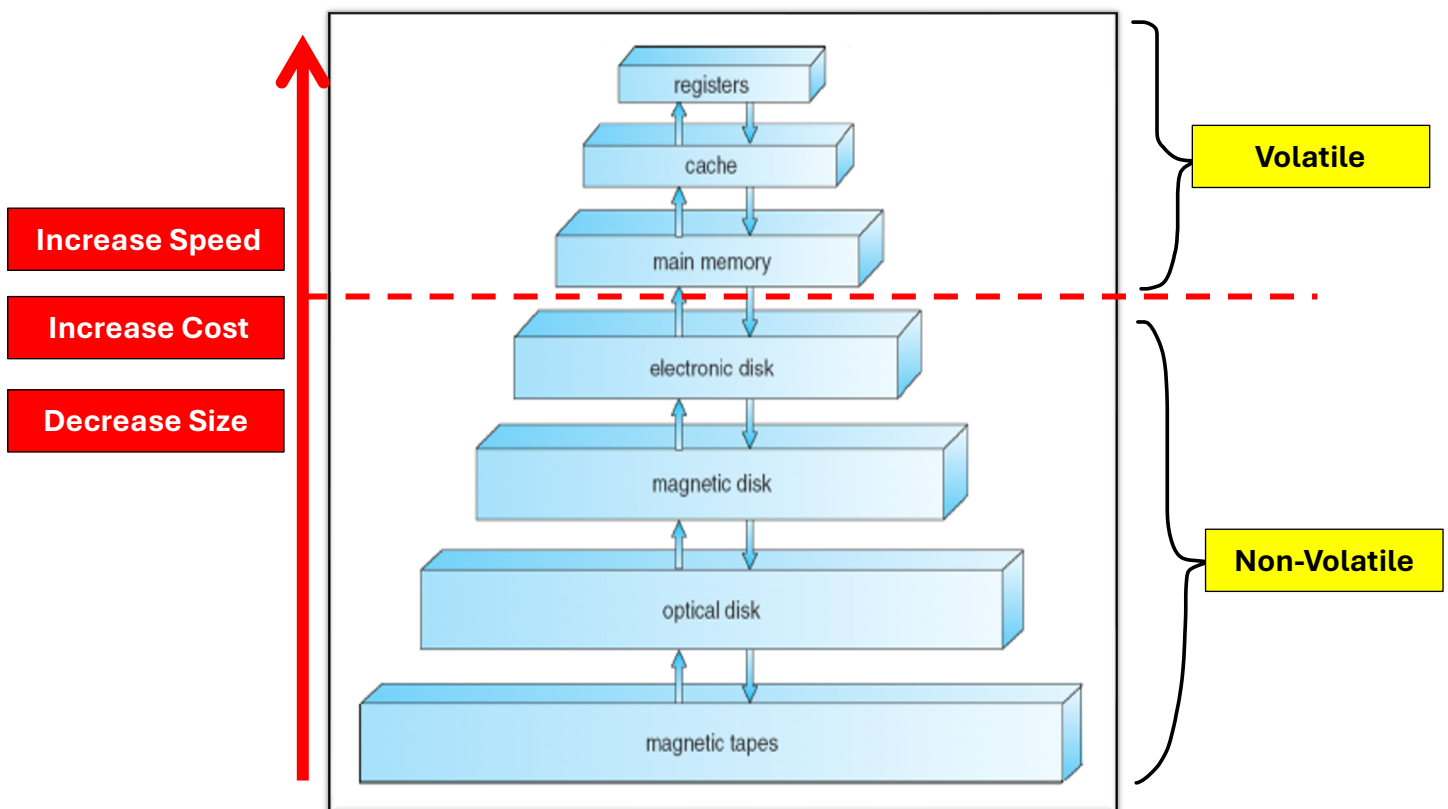 registers
cache
main memory
electronic disk
magnetic disk
optical disk
magnetic tapes
Increase Speed
Increase Cost
Decrease Size
Volatile
Non-Volatile